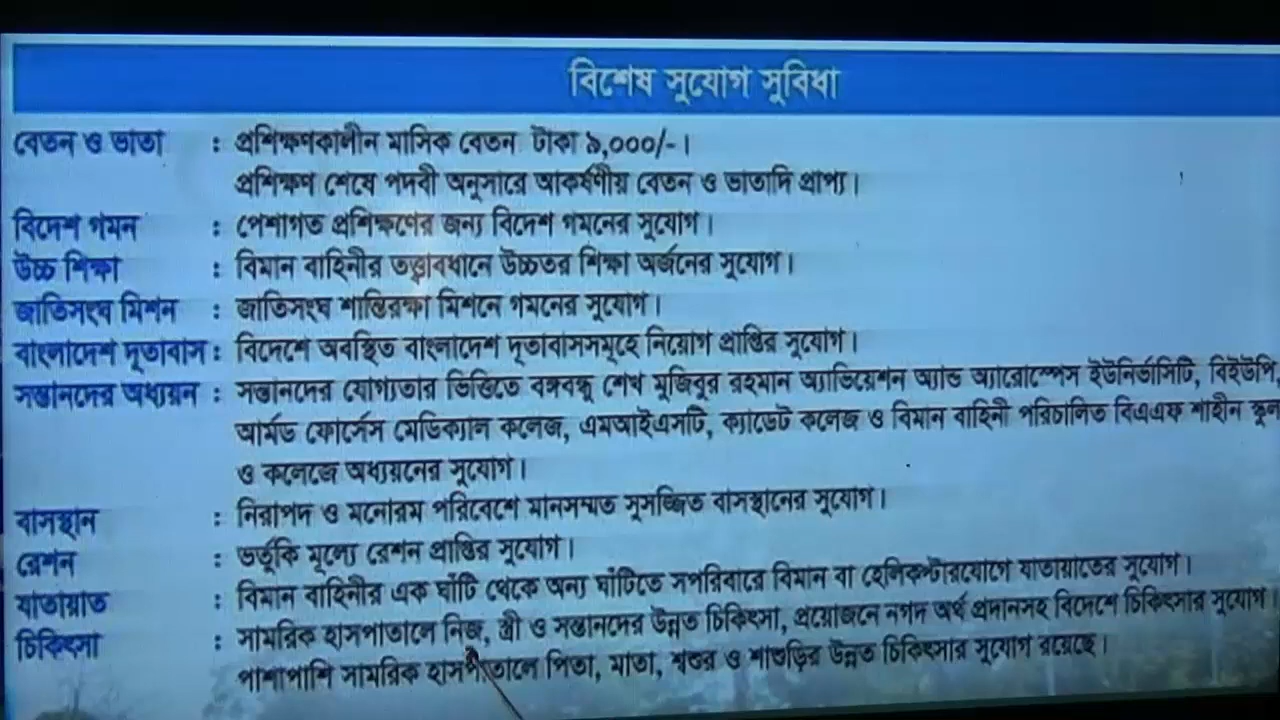 বিশেষ সুযোগ সুবিধা
বেতন ও ভাতা : প্রশিক্ষণকালীন মাসিক বেতন টাকা ৯,০০০/-।
প্রশিক্ষণ শেষে পদবী অনুসারে আকর্ষণীয় বেতন ও ভাতাদি প্রাপ্য।
বিদেশ গমন : পেশাগত প্রশিক্ষণের জন্য বিদেশ গমনের সুযোগ।
উচ্চ শিক্ষা : বিমান বাহিনীর তত্ত্বাবধানে উচ্চতর শিক্ষা অর্জনের সুযোগ।
জাতিসংঘ মিশন : জাতিসংঘ শান্তিরক্ষা মিশনে গমনের সুযোগ।
বাংলাদেশ দূতাবাস : বিদেশে অবস্থিত বাংলাদেশ দূতাবাসসমূহে নিয়োগ প্রাপ্তির সুযোগ।
সন্তানদের অধ্যয়ন : সন্তানদের যোগ্যতার ভিত্তিতে বঙ্গবন্ধু শেখ মুজিবুর রহমান অ্যাভিয়েশন অ্যান্ড অ্যারোস্পেস ইউনিভার্সিটি, বিইউপি,
আর্মড ফোর্সেস মেডিক্যাল কলেজ, এমআইএসটি, ক্যাডেট কলেজ ও বিমান বাহিনী পরিচালিত বিএএফ শাহীন স্কুল
ও কলেজে অধ্যয়নের সুযোগ।
বাসস্থান : নিরাপদ ও মনোরম পরিবেশে মানসম্মত সুসজ্জিত বাসস্থানের সুযোগ।
রেশন : ভর্তুকি মূল্যে রেশন প্রাপ্তির সুযোগ।
যাতায়াত : বিমান বাহিনীর এক ঘাঁটি থেকে অন্য ঘাঁটিতে সপরিবারে বিমান বা হেলিকপ্টারযোগে যাতায়াতের সুযোগ।
চিকিৎসা : সামরিক হাসপাতালে নিজ, স্ত্রী ও সন্তানদের উন্নত চিকিৎসা, প্রয়োজনে নগদ অর্থ প্রদানসহ বিদেশে চিকিৎসার সুযোগ।
পাশাপাশি সামরিক হাসপাতালে পিতা, মাতা, শ্বশুর ও শাশুড়ির উন্নত চিকিৎসার সুযোগ রয়েছে।